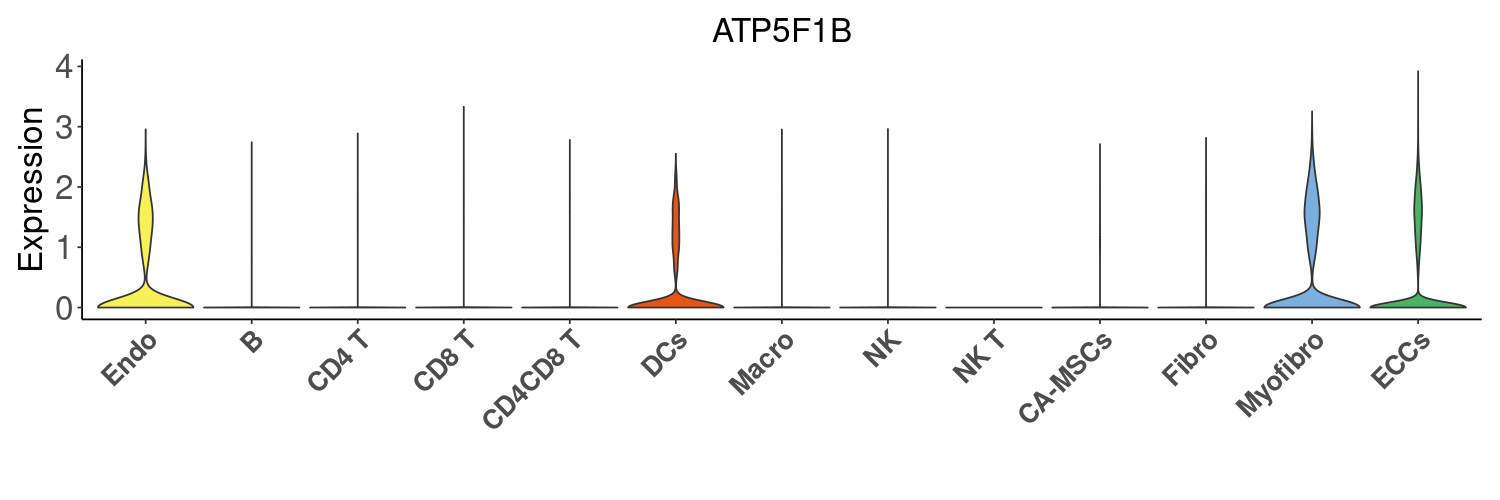 ATP5F1B
Expression
4
3
2
1
0
Endo
B
CD4 T
CD8 T
CD4CD8 T
DCs
Macro
NK
NK T
CA-MSCs
Fibro
Myofibro
ECCs